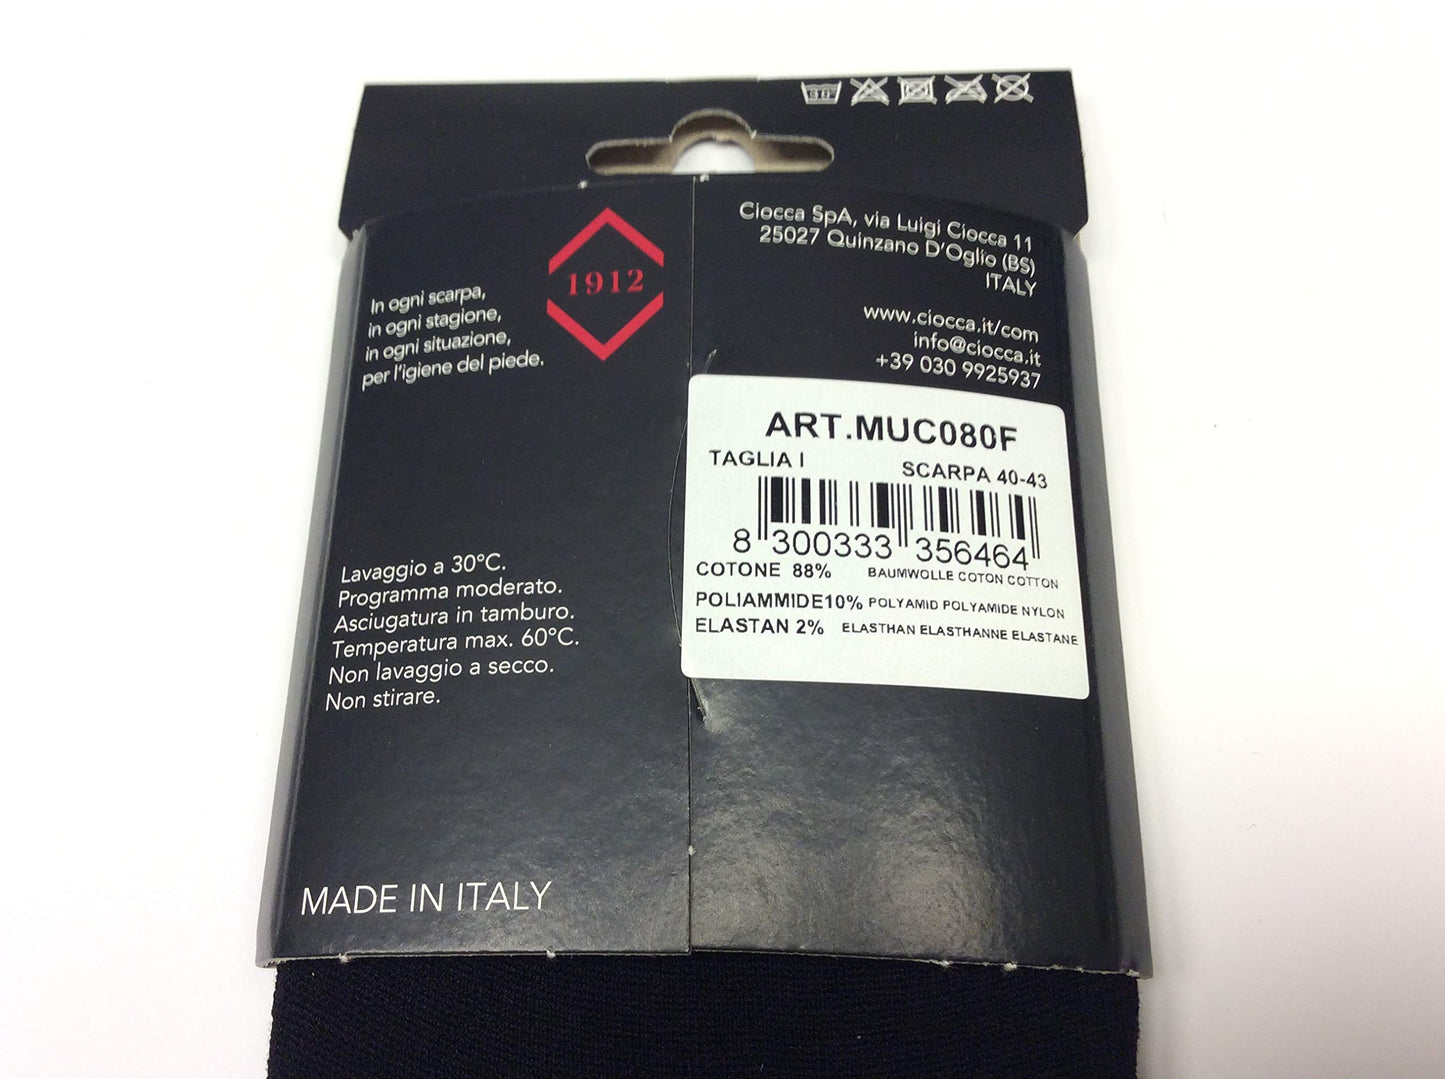 30°
In ogni scarpa,
in ogni stagione,
in ogni situazione,
per l'igiene del piede.
1912
Ciocca SpA, via Luigi Ciocca 11
25027 Quinzano D'Oglio (BS)
ITALY
www.ciocca.it/com
info@ciocca.it
+39 030 9925937
ART.MUC080F
TAGLIA I SCARPA 40-43
8 300333 356464
COTONE 88% BAUMWOLLE COTON COTTON
POLIAMMIDE10% POLYAMID POLYAMIDE NYLON
ELASTAN 2% ELASTHAN ELASTHANNE ELASTANE
Lavaggio a 30°C.
Programma moderato.
Asciugatura in tamburo.
Temperatura max. 60°C.
Non lavaggio a secco.
Non stirare.
MADE IN ITALY